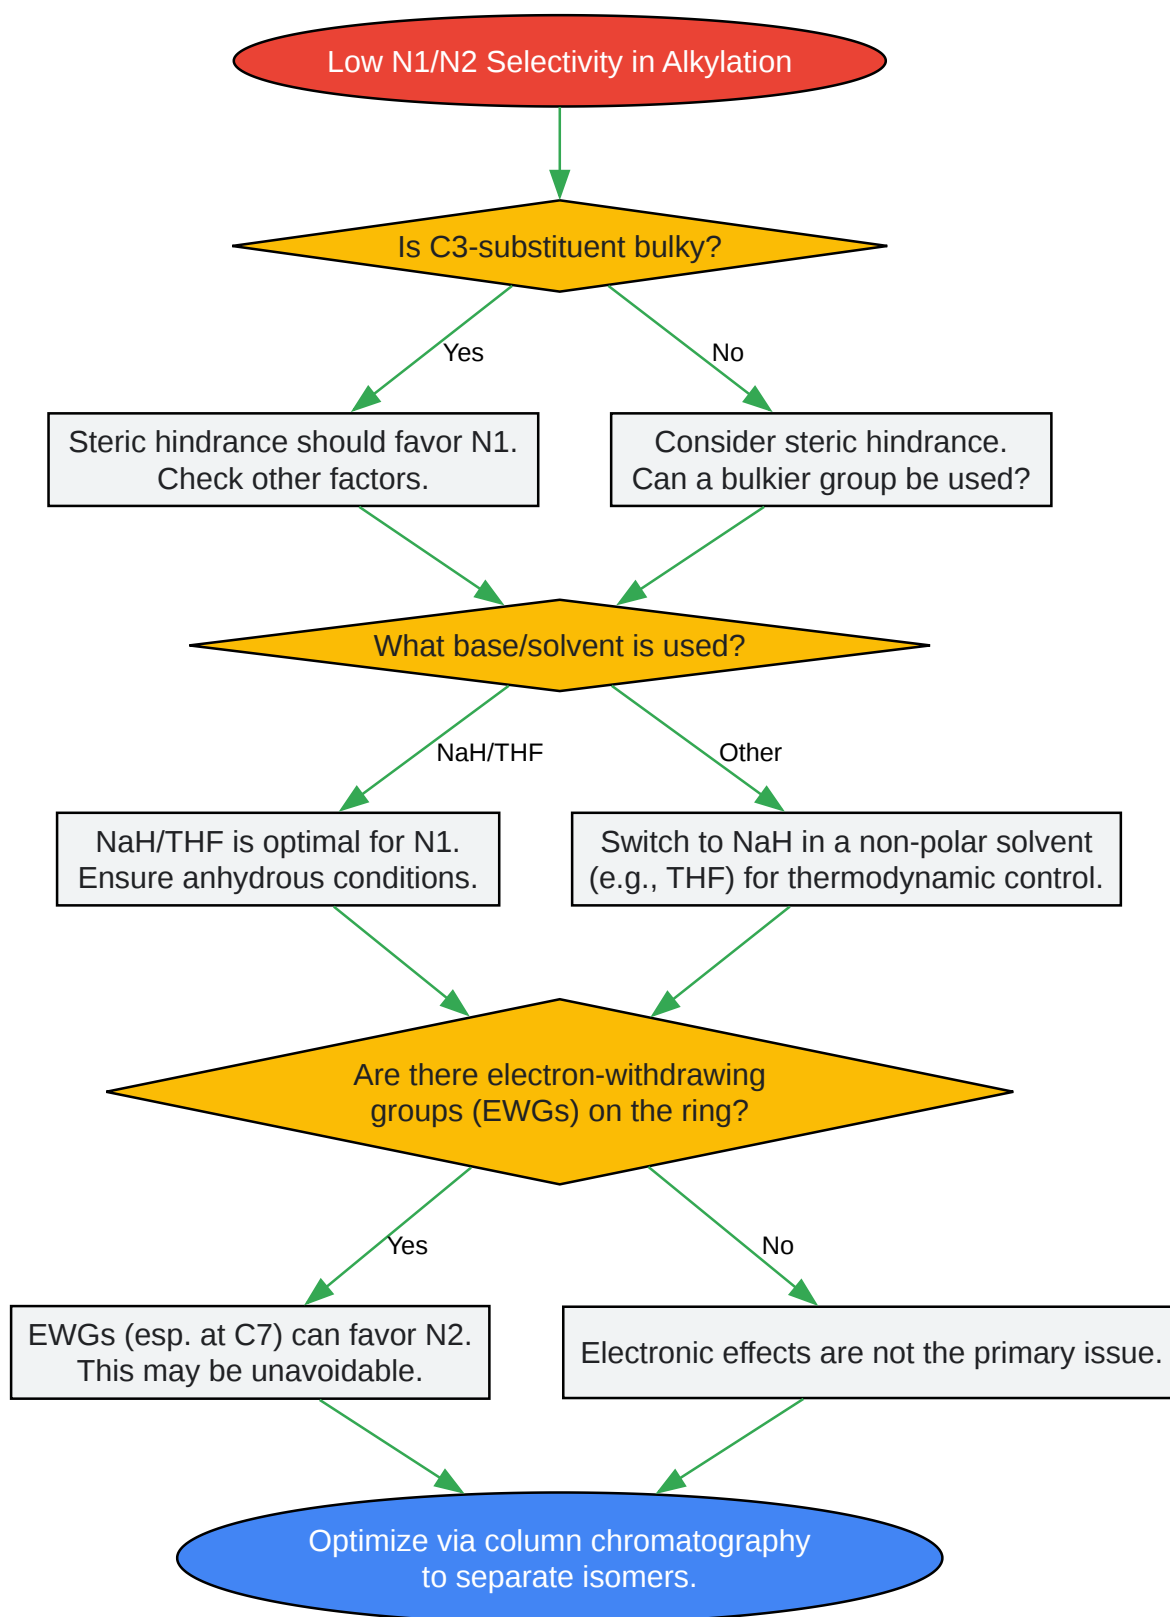 Low N1/N2 Selectivity in Alkylation
Is C3-substituent bulky?
Yes
No
Steric hindrance should favor N1.
Check other factors.
Consider steric hindrance.
Can a bulkier group be used?
What base/solvent is used?
NaH/THF
Other
NaH/THF is optimal for N1.
Ensure anhydrous conditions.
Switch to NaH in a non-polar solvent
(e.g., THF) for thermodynamic control.
Are there electron-withdrawing
groups (EWGs) on the ring?
Yes
No
EWGs (esp. at C7) can favor N2.
This may be unavoidable.
Electronic effects are not the primary issue.
Optimize via column chromatography
to separate isomers.